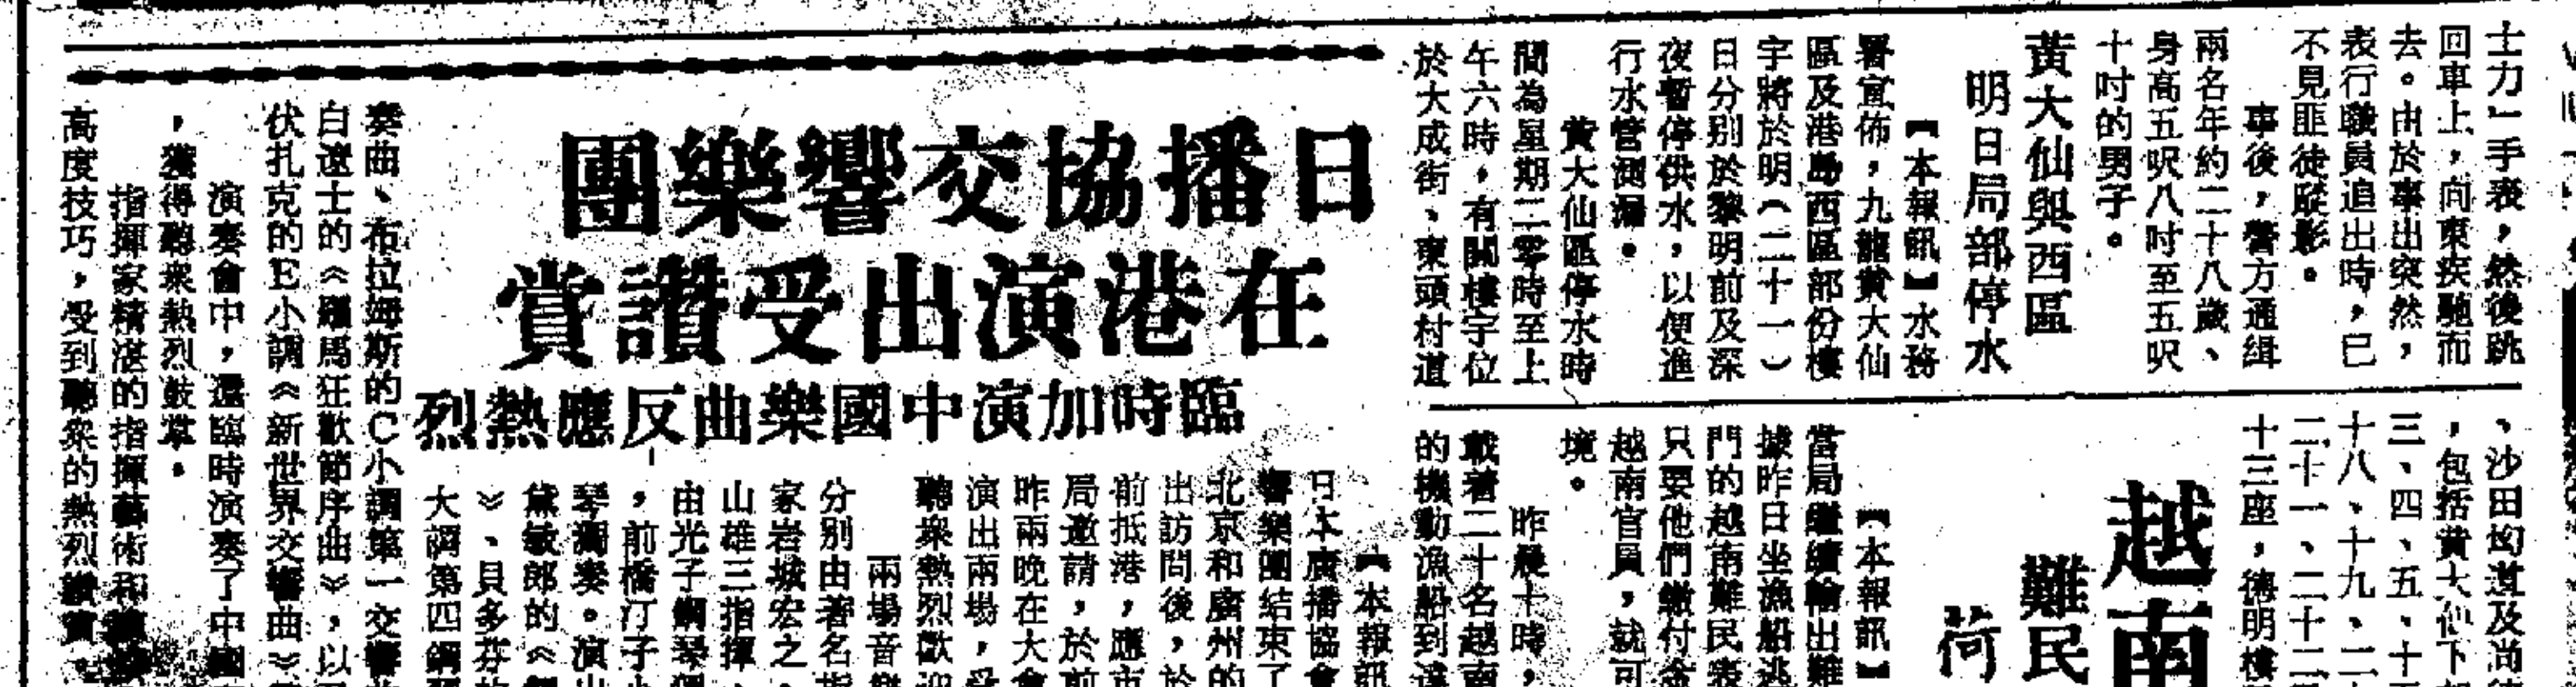 士力」手表，然後跳
回車上，向東疾馳而
去。由於事出突然，
表行職員追出時，已
不見匪徒蹤影。
事後，警方通緝
兩名年約二十八歲、
身高五呎八吋至五呎
十吋的男子。
黃大仙與西區
明日局部停水
【本報訊】水務
署宣佈，九龍黃大仙
區及港島西區部份樓
宇將於明（二十一）
日分別於黎明前及深
夜暫停供水，以便進
行水管測漏。
黃大仙區停水時
間為星期二零時至上
午六時，有關樓宇位
於大成街、東頭村道
、沙田坳道及尚
，包括黃大仙下
三、四、五、十
十八、十九、二
二十一、二十二
十三座，德明樓
越南
難民
荷
【本報訊】
當局繼續輸出難
據昨日坐漁船逃
門的越南難民表
只要他們繳付金
越南官員，就可
境。
昨晨十時，
載着二十名越南
的機動漁船到達
日播協交響樂團
在港演出受讚賞
臨時加演中國樂曲反應熱烈
【本報訊
日本廣播協會
響樂團結束了
北京和廣州的
出訪問後，於
前抵港，應市
局邀請，於前
昨兩晚在大會
演出兩場，受
聽衆熱烈歡迎
兩場音樂
分別由著名指
家岩城宏之、
山雄三指揮，
由光子鋼琴獨
，前橋汀子小
琴獨奏。演出
黛敏郎的《
》、貝多芬的
大調第四鋼琴
奏曲、布拉姆斯的C小調第一交響
白遼士的《羅馬狂歡節序曲》，以
伏扎克的E小調《新世界交響曲》
演奏會中，還臨時演奏了中國
，獲得聽衆熱烈鼓掌。
指揮家精湛的指揮藝術和
高度技巧，受到聽衆的熱烈讚賞。